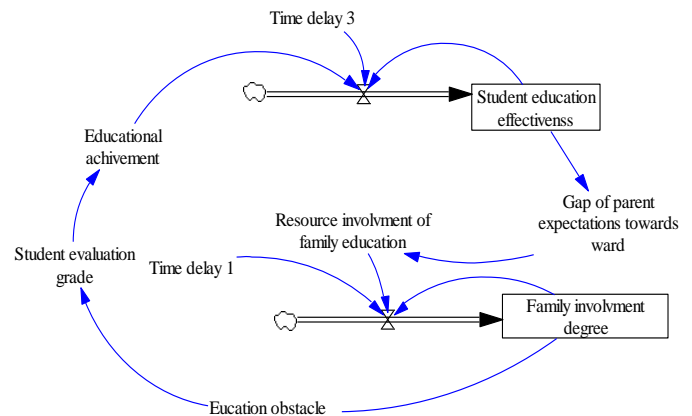 Time delay 3
Student education
effectivenss
Educational
achivement
Gap of parent
expectations towards
ward
Resource involvment of
family education
Student evaluation
grade
Time delay 1
Family involvment
degree
Eucation obstacle